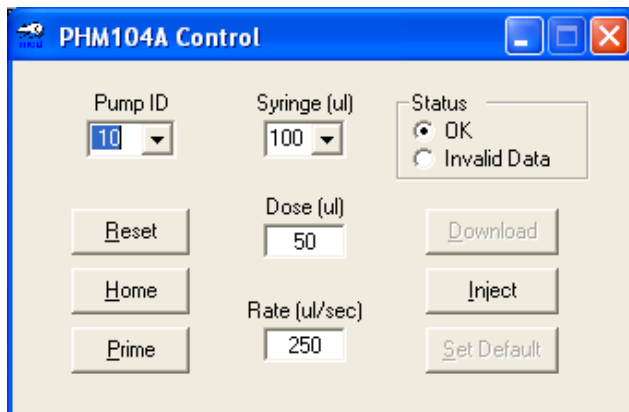 med
PHM104A Control
Pump ID
10
Syringe (ul)
100
Status
OK
Invalid Data
Reset
Home
Prime
Dose (ul)
50
Rate (ul/sec)
250
Download
Inject
Set Default